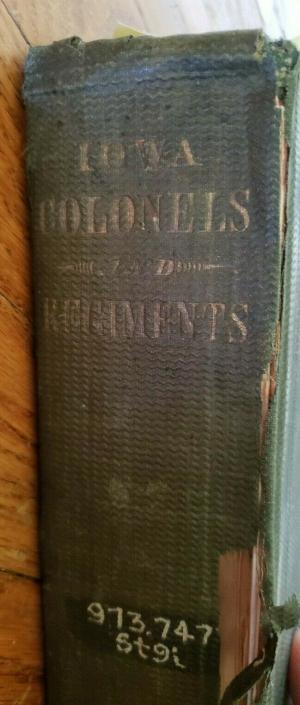 IOWA
COLONELS
AND
REGIMENTS
973.747
St9i